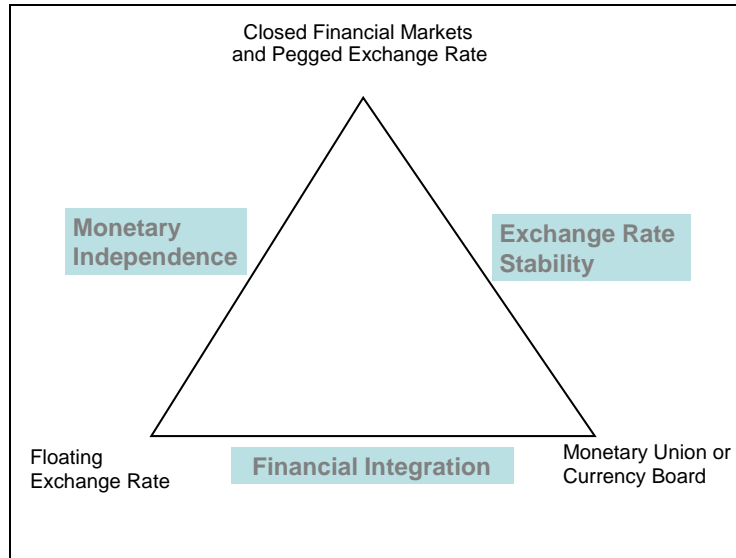 Closed Financial Markets
and Pegged Exchange Rate
Monetary
Independence
Exchange Rate
Stability
Floating
Exchange Rate
Financial Integration
Monetary Union or
Currency Board